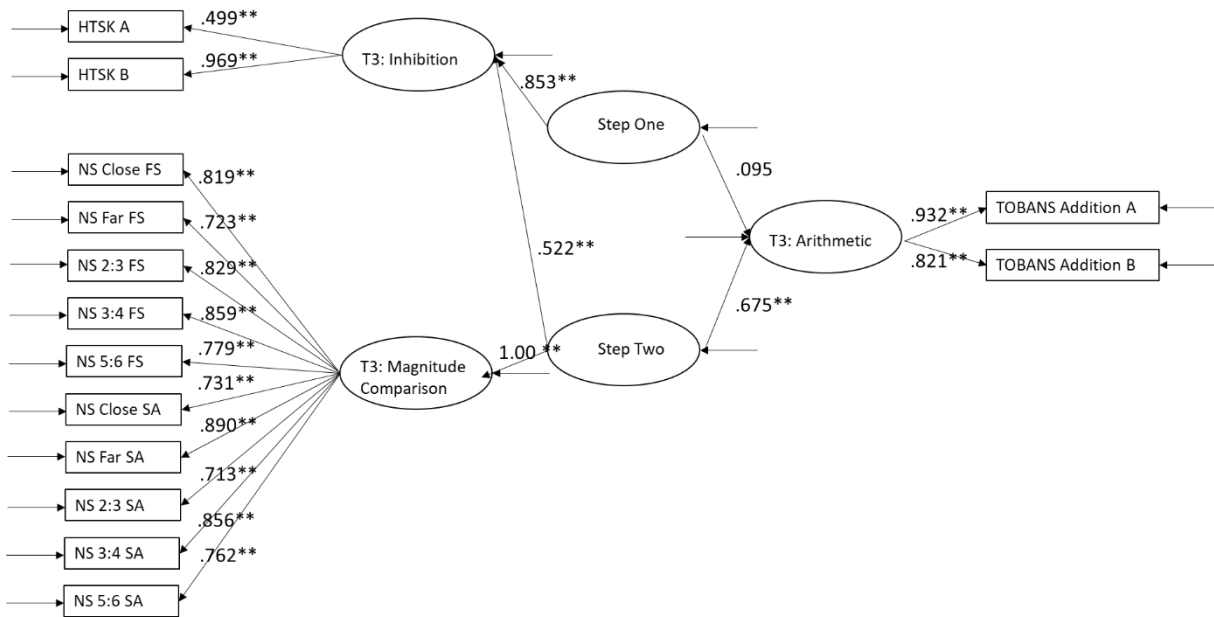 HTSK A
.499**
HTSK B
.969**
T3: Inhibition
.853**
Step One
.095
NS Close FS
.819**
NS Far FS
.723**
NS 2:3 FS
.829**
NS 3:4 FS
.859**
NS 5:6 FS
.779**
NS Close SA
.731**
NS Far SA
.890**
NS 2:3 SA
.713**
NS 3:4 SA
.856**
NS 5:6 SA
.762**
T3: Magnitude
Comparison
.522**
1.00 **
Step Two
.675**
T3: Arithmetic
.932**
TOBANS Addition A
.821**
TOBANS Addition B